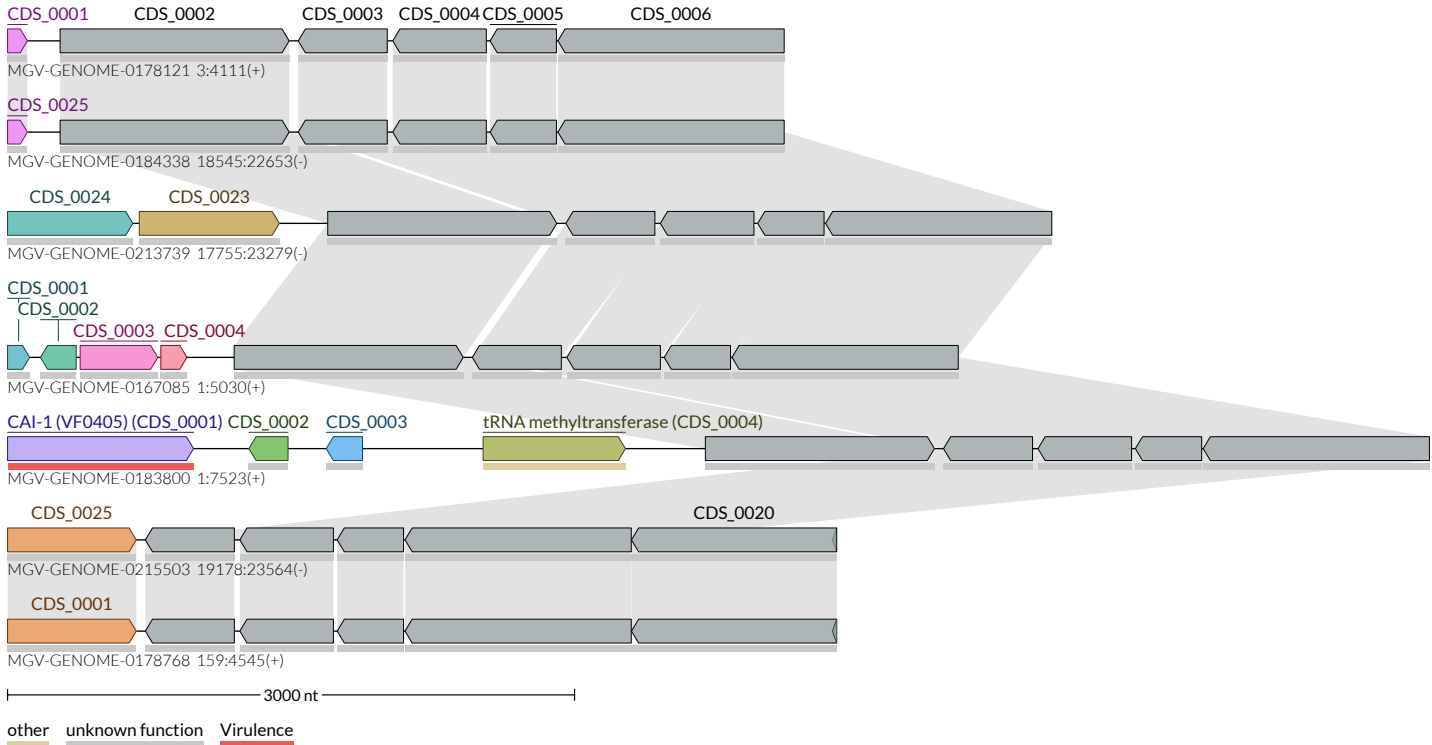 CDS_0001 CDS_0002 CDS_0003 CDS_0004 CDS_0005 CDS_0006
MGV-GENOME-0178121 3:4111(+)
CDS_0025
MGV-GENOME-0184338 18545:22653(-)
CDS_0024 CDS_0023
MGV-GENOME-0213739 17755:23279(-)
CDS_0001
CDS_0002
CDS_0003 CDS_0004
MGV-GENOME-0167085 1:5030(+)
CAI-1 (VF0405) (CDS_0001) CDS_0002 CDS_0003 tRNA methyltransferase (CDS_0004)
MGV-GENOME-0183800 1:7523(+)
CDS_0025 CDS_0020
MGV-GENOME-0215503 19178:23564(-)
CDS_0001
MGV-GENOME-0178768 159:4545(+)
3000 nt
other unknown function Virulence